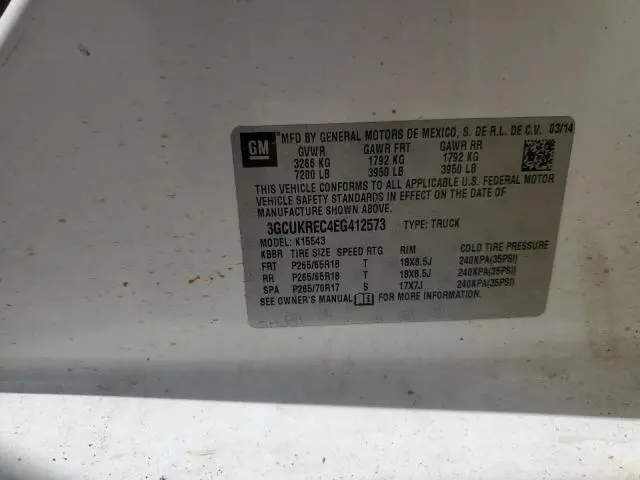 GM
MFD BY GENERAL MOTORS DE MEXICO, S. DE R.L. DE C.V. 03/14
GVWR GAWR FRT GAWR RR
3266 KG 1792 KG 1792 KG
7200 LB 3950 LB 3950 LB
THIS VEHICLE CONFORMS TO ALL APPLICABLE U.S. FEDERAL MOTOR
VEHICLE SAFETY STANDARDS IN EFFECT ON THE DATE OF
MANUFACTURE SHOWN ABOVE.
3GCUKREC4EG412573 TYPE: TRUCK
MODEL: K15543
KBBR TIRE SIZE SPEED RTG RIM COLD TIRE PRESSURE
FRT P265/65R18 T 18X8.5J 240KPA(35PSI)
RR P265/65R18 T 18X8.5J 240KPA(35PSI)
SPA P265/70R17 S 17X7J 240KPA(35PSI)
SEE OWNER'S MANUAL FOR MORE INFORMATION.